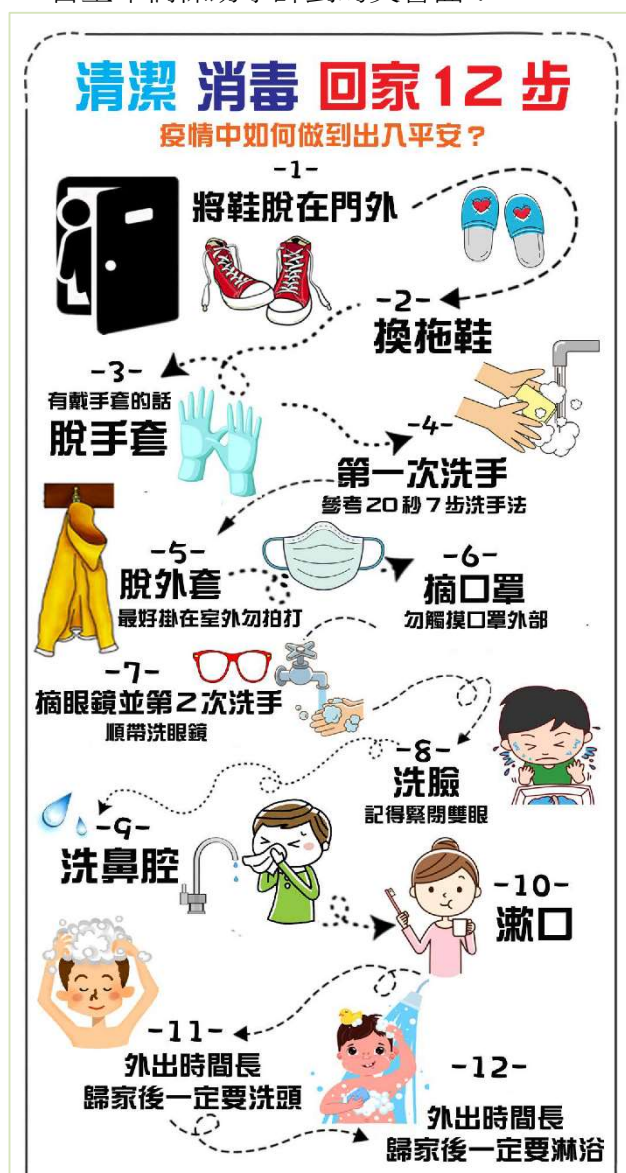 清潔 消毒 回家12步
疫情中如何做到出入平安？
-1-
將鞋脫在門外
-2-
換拖鞋
-3-
有戴手套的話
脫手套
-4-
第一次洗手
參考20秒7步洗手法
-5-
脫外套
最好掛在室外勿拍打
-6-
摘口罩
勿觸摸口罩外部
-7-
摘眼鏡並第2次洗手
順帶洗眼鏡
-8-
洗臉
記得緊閉雙眼
-9-
洗鼻腔
-10-
漱口
-11-
外出時間長
歸家後一定要洗頭
-12-
外出時間長
歸家後一定要淋浴